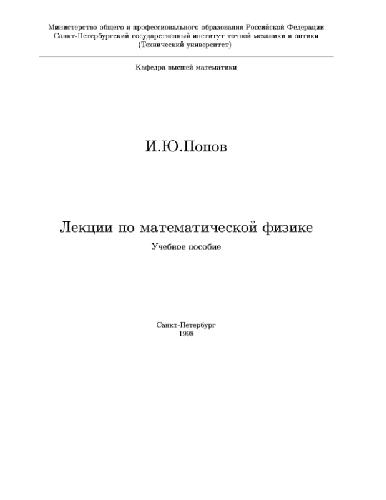 Министерство общего и профессионального образования Российской Федерации
Санкт-Петербургский государственный институт точной механики и оптики
(Технический университет)
Кафедра высшей математики
И.Ю.Попов
Лекции по математической физике
Учебное пособие
Санкт-Петербург
1998